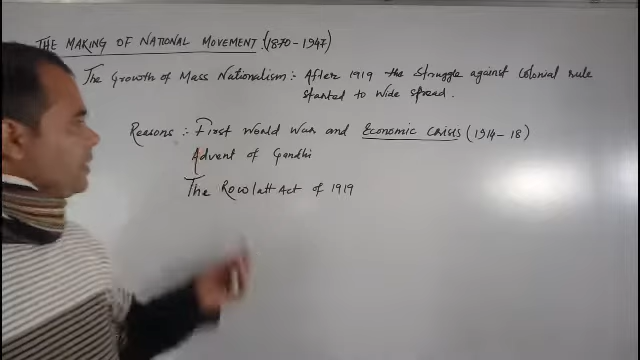 THE MAKING OF NATIONAL MOVEMENT :(1870-1947)
The Growth of Mass Nationalism :- After 1919 the struggle against colonial rule
started to wide spread.
Reasons :- First World War and Economic crisis (1914-18)
Advent of Gandhi
The Rowlatt Act of 1919